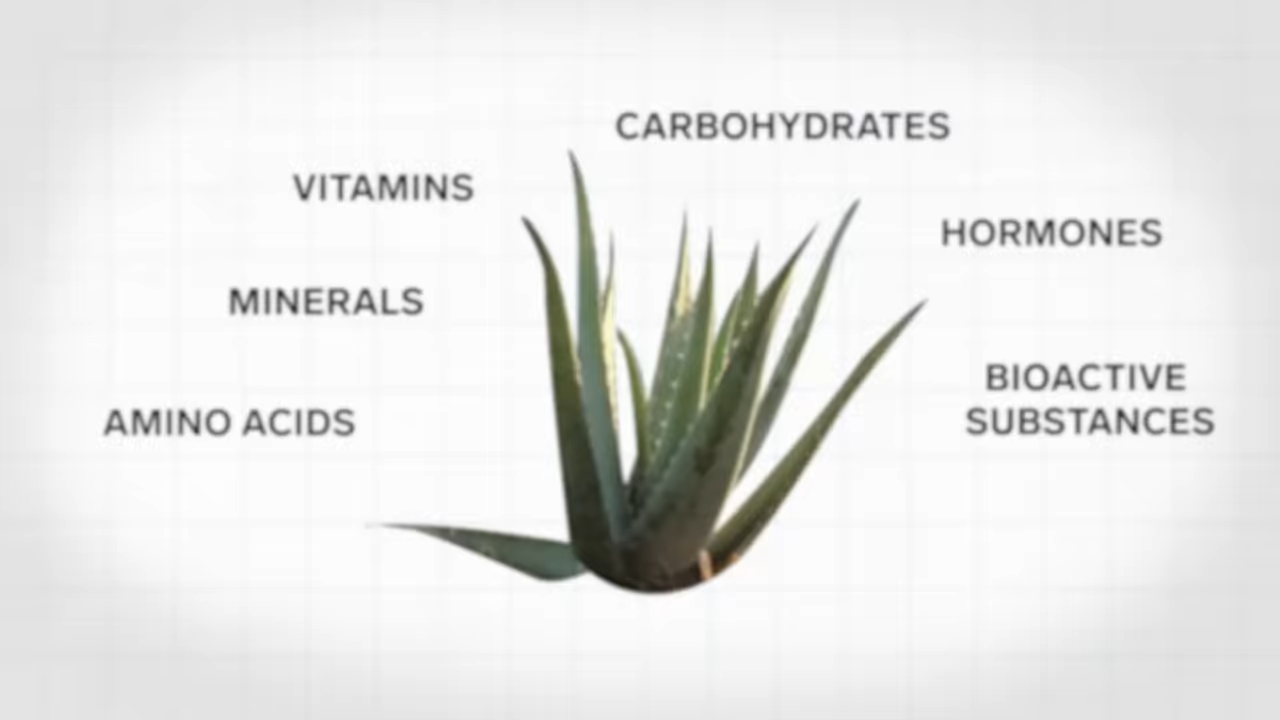 CARBOHYDRATES
VITAMINS
HORMONES
MINERALS
BIOACTIVE
SUBSTANCES
AMINO ACIDS